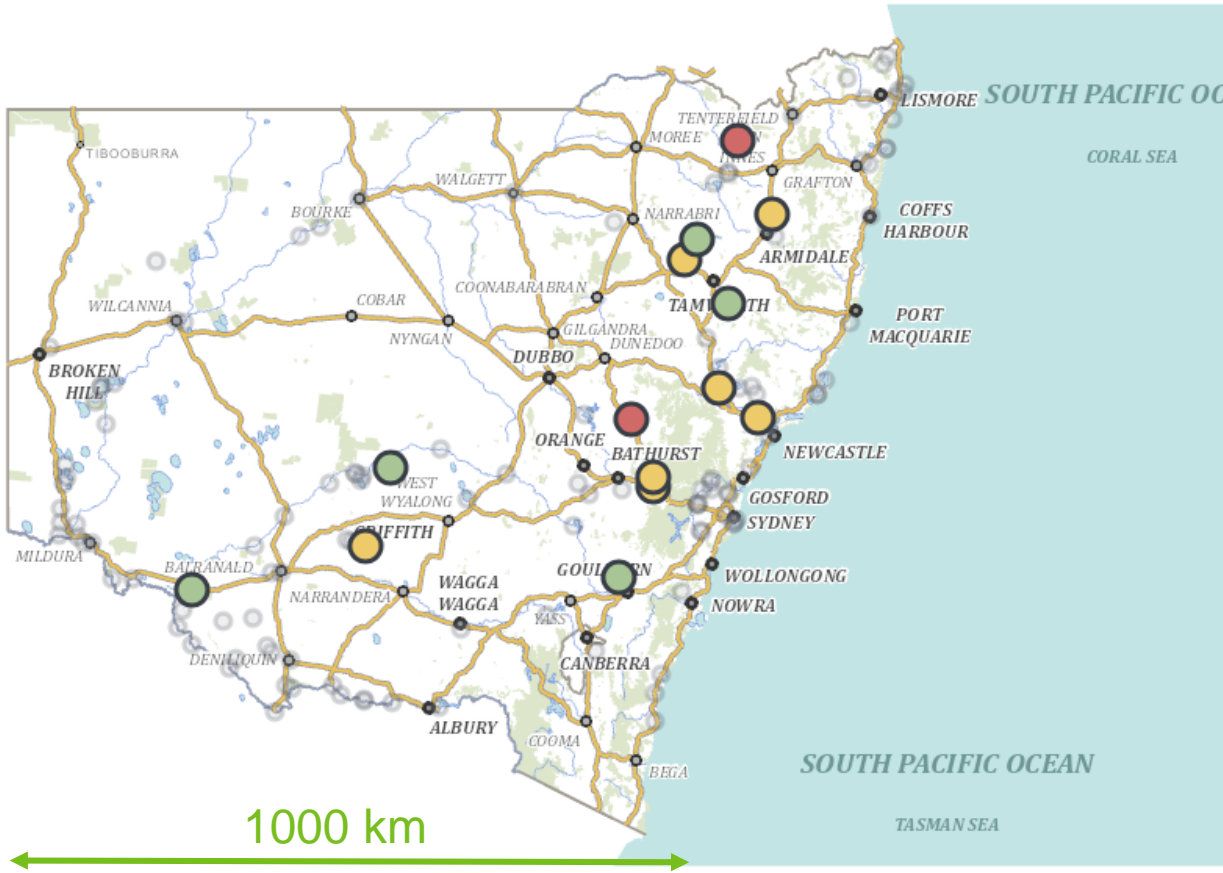 LISMORE
SOUTH PACIFIC OC
TENTERFIELD
MOREE
INNES
CORAL SEA
TIBOOBURRA
WALGETT
GRAFTON
BOURKE
NARRABRI
COFFS
HARBOUR
ARMIDALE
COONABARABRAN
WILCANNIA
COBAR
TAMWORTH
NYNGAN
GILGANDRA
DUNEDOO
PORT
MACQUARIE
DUBBO
BROKEN
HILL
ORANGE
BATHURST
NEWCASTLE
WEST
WYALONG
GOSFORD
SYDNEY
GRIFFITH
MILDURA
BALRANALD
GOULBURN
WOLLONGONG
WAGGA
WAGGA
NARRANDERA
NOWRA
YASS
DENILIQUIN
CANBERRA
ALBURY
COOMA
BEGA
SOUTH PACIFIC OCEAN
TASMAN SEA
1000 km